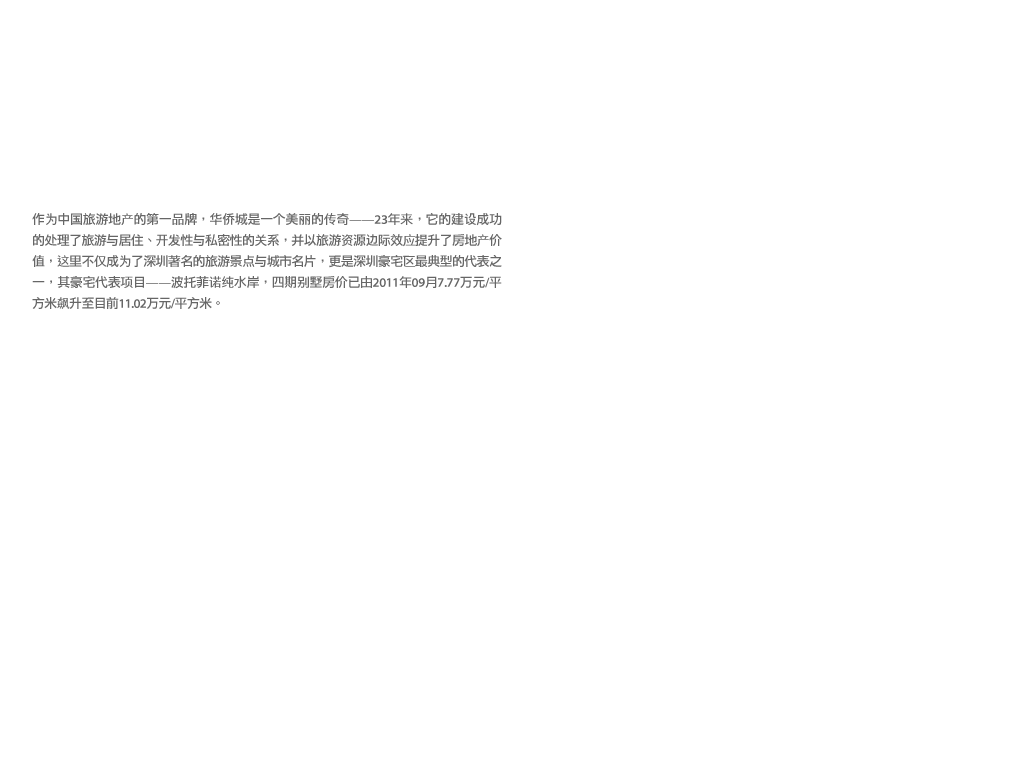 作为中国旅游地产的第一品牌，华侨城是一个美丽的传奇——23年来，它的建设成功
的处理了旅游与居住、开发性与私密性的关系，并以旅游资源边际效应提升了房地产价
值，这里不仅成为了深圳著名的旅游景点与城市名片，更是深圳豪宅区最典型的代表之
一，其豪宅代表项目——波托菲诺纯水岸，四期别墅房价已由2011年09月7.77万元/平
方米飙升至目前11.02万元/平方米。